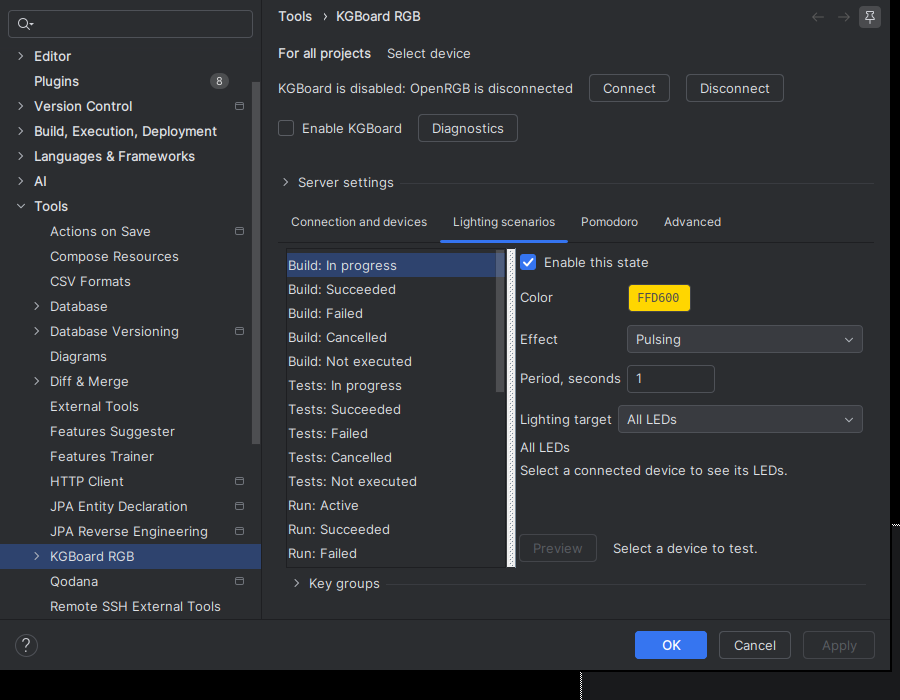 Editor
Plugins 8
Version Control
Build, Execution, Deployment
Languages & Frameworks
AI
Tools
Actions on Save
Compose Resources
CSV Formats
Database
Database Versioning
Diagrams
Diff & Merge
External Tools
Features Suggester
Features Trainer
HTTP Client
JPA Entity Declaration
JPA Reverse Engineering
KGBoard RGB
Qodana
Remote SSH External Tools
?
Tools › KGBoard RGB
For all projects Select device
KGBoard is disabled: OpenRGB is disconnected Connect Disconnect
Enable KGBoard Diagnostics
Server settings
Connection and devices Lighting scenarios Pomodoro Advanced
Build: In progress
Build: Succeeded
Build: Failed
Build: Cancelled
Build: Not executed
Tests: In progress
Tests: Succeeded
Tests: Failed
Tests: Cancelled
Tests: Not executed
Run: Active
Run: Succeeded
Run: Failed
Enable this state
Color FFD600
Effect Pulsing
Period, seconds 1
Lighting target All LEDs
All LEDs
Select a connected device to see its LEDs.
Preview Select a device to test.
Key groups
OK Cancel Apply